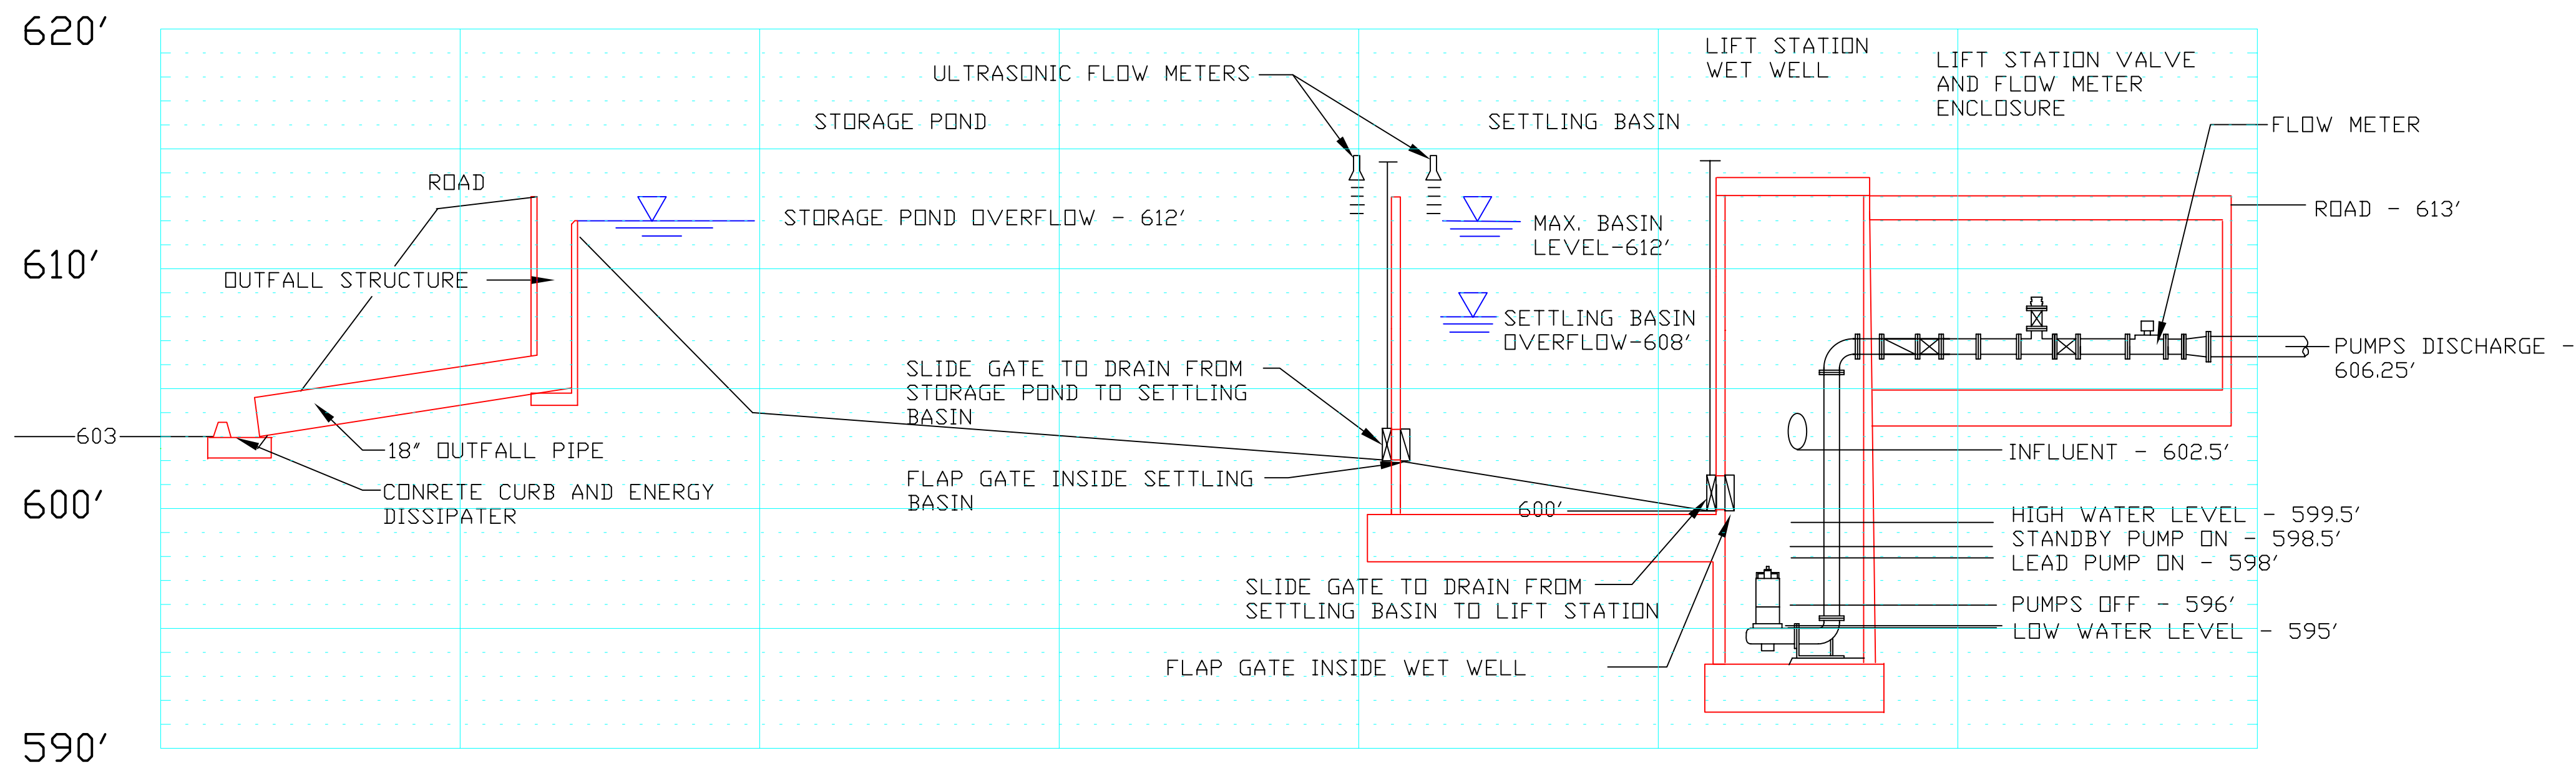 620'
LIFT STATION
WET WELL
LIFT STATION VALVE
AND FLOW METER
ENCLOSURE
ULTRASONIC FLOW METERS
STORAGE POND
SETTLING BASIN
FLOW METER
ROAD
STORAGE POND OVERFLOW - 612'
MAX. BASIN
LEVEL-612'
ROAD - 613'
610'
OUTFALL STRUCTURE
SETTLING BASIN
OVERFLOW-608'
PUMPS DISCHARGE -
606.25'
SLIDE GATE TO DRAIN FROM
STORAGE POND TO SETTLING
BASIN
603
18" OUTFALL PIPE
INFLUENT - 602.5'
FLAP GATE INSIDE SETTLING
BASIN
CONRETE CURB AND ENERGY
DISSIPATER
600'
600'
HIGH WATER LEVEL - 599.5'
STANDBY PUMP ON - 598.5'
LEAD PUMP ON - 598'
SLIDE GATE TO DRAIN FROM
SETTLING BASIN TO LIFT STATION
PUMPS OFF - 596'
LOW WATER LEVEL - 595'
FLAP GATE INSIDE WET WELL
590'